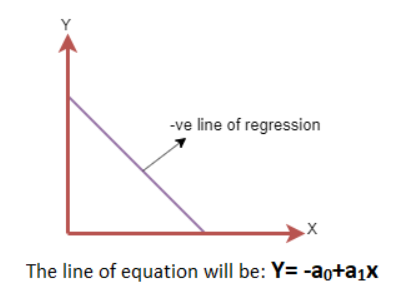 Y
-ve line of regression
X
The line of equation will be: Y= -a₀+a₁x